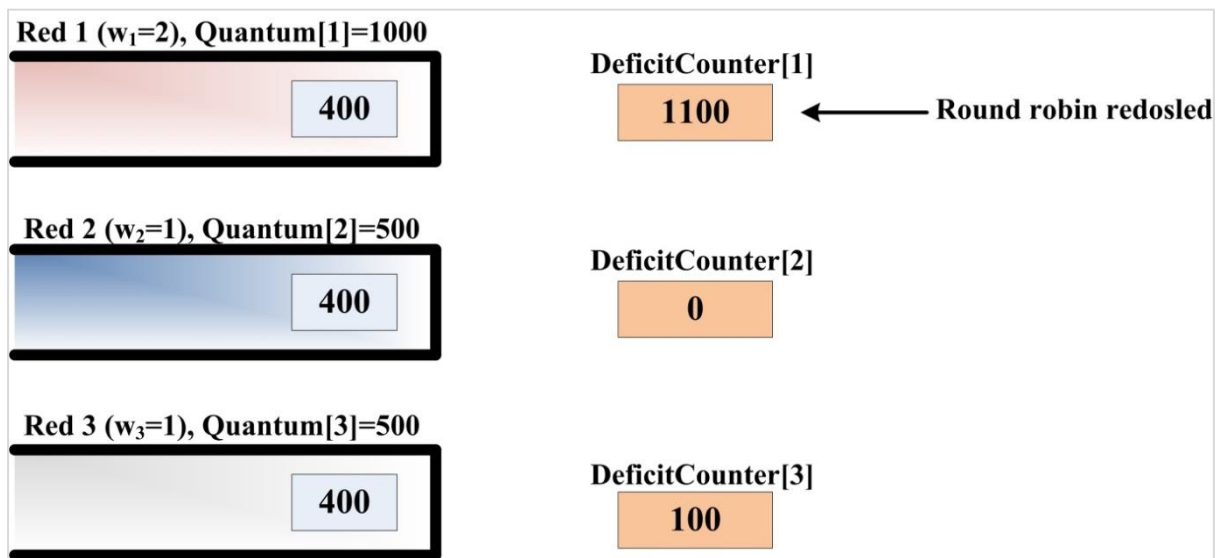 Red 1 (w₁=2), Quantum[1]=1000
400
DeficitCounter[1]
1100
Round robin redosled
Red 2 (w₂=1), Quantum[2]=500
400
DeficitCounter[2]
0
Red 3 (w₃=1), Quantum[3]=500
400
DeficitCounter[3]
100